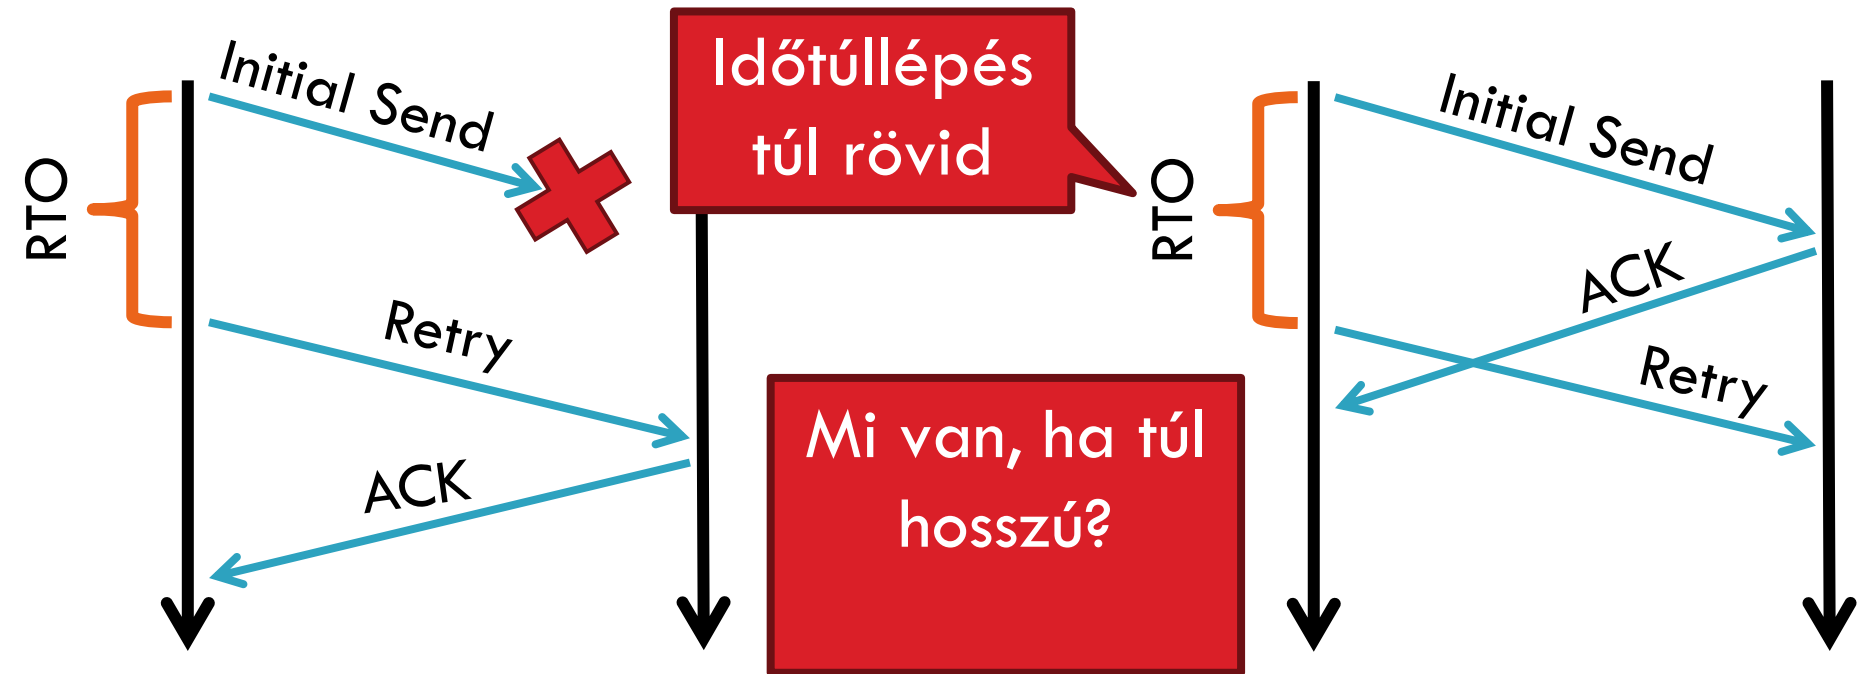 RTO
Initial Send
Retry
ACK
Időtúllépés
túl rövid
Mi van, ha túl
hosszú?
RTO
Initial Send
ACK
Retry